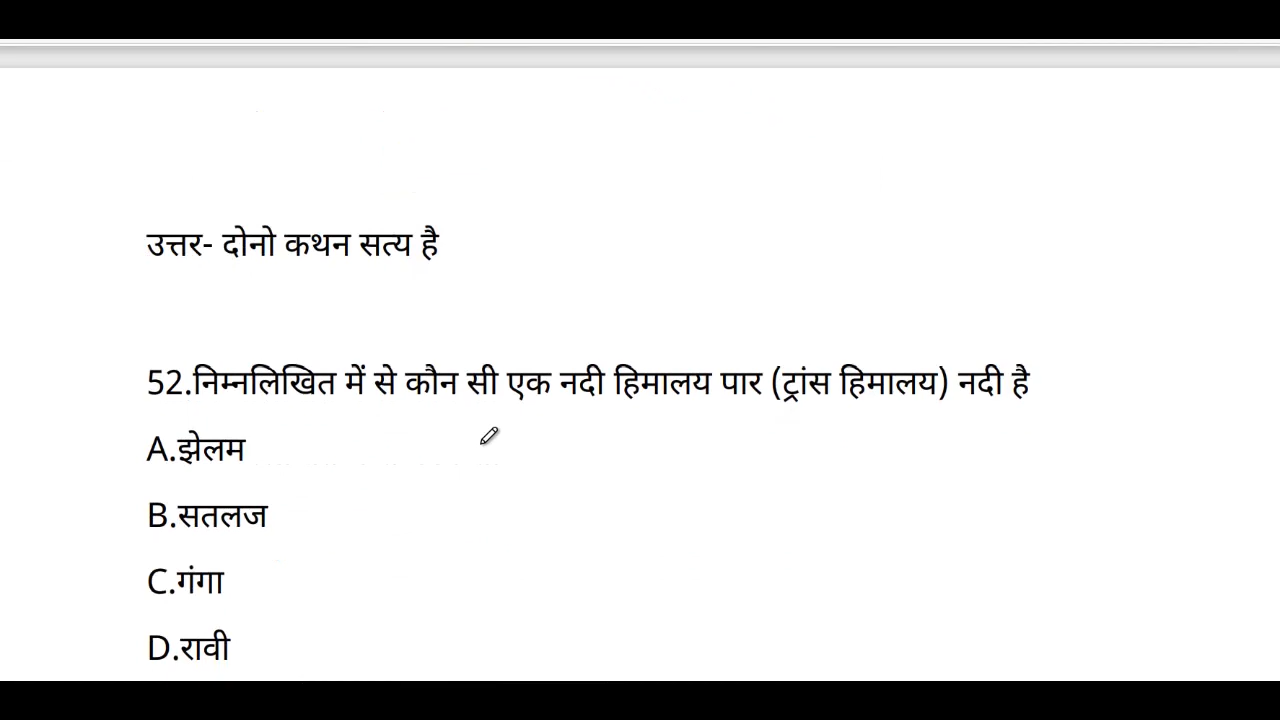 उत्तर- दोनो कथन सत्य है
52.निम्नलिखित में से कौन सी एक नदी हिमालय पार (ट्रांस हिमालय) नदी है
A.झेलम
B.सतलज
C.गंगा
D.रावी